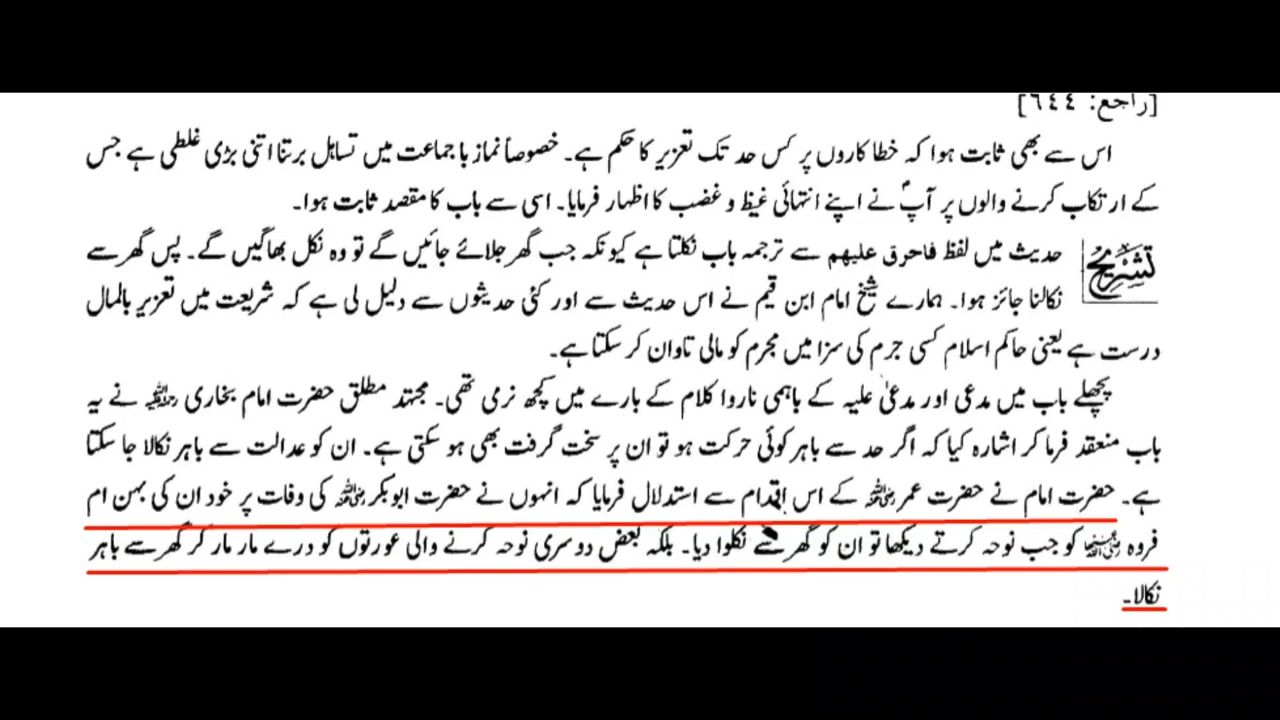 [راجع: ٦٤٤]
اس سے بھی ثابت ہوا کہ خطا کاروں پر کس حد تک تعزیر کا حکم ہے۔ خصوصاً نماز با جماعت میں تساہل برتنا اتنی بڑی غلطی ہے جس
کے ارتکاب کرنے والوں پر آپؐ نے اپنے انتہائی غیظ و غضب کا اظہار فرمایا۔ اسی سے باب کا مقصد ثابت ہوا۔
تشریح حدیث میں لفظ فاحرق علیھم سے ترجمہ باب نکلتا ہے کیونکہ جب گھر جلائے جائیں گے تو وہ نکل بھاگیں گے۔ پس گھر سے
نکالنا جائز ہوا۔ ہمارے شیخ امام ابن قیم نے اس حدیث سے اور کئی حدیثوں سے دلیل لی ہے کہ شریعت میں تعزیر بالمال
درست ہے یعنی حاکم اسلام کسی جرم کی سزا میں مجرم کو مالی تاوان کر سکتا ہے۔
پچھلے باب میں مدعی اور مدعیٰ علیہ کے باہمی ناروا کلام کے بارے میں کچھ نرمی تھی۔ مجتہد مطلق حضرت امام بخاری رحمۃ اللہ علیہ نے یہ
باب منعقد فرما کر اشارہ کیا کہ اگر حد سے باہر کوئی حرکت ہو تو ان پر سخت گرفت بھی ہو سکتی ہے۔ ان کو عدالت سے باہر نکالا جا سکتا
ہے۔ حضرت امام نے حضرت عمر رضی اللہ عنہ کے اس اقدام سے استدلال فرمایا کہ انہوں نے حضرت ابوبکر رضی اللہ عنہ کی وفات پر خود ان کی بہن ام
فروہ رضی اللہ عنہا کو جب نوحہ کرتے دیکھا تو ان کو گھر سے نکلوا دیا۔ بلکہ بعض دوسری نوحہ کرنے والی عورتوں کو درے مار مار کر گھر سے باہر
نکالا۔